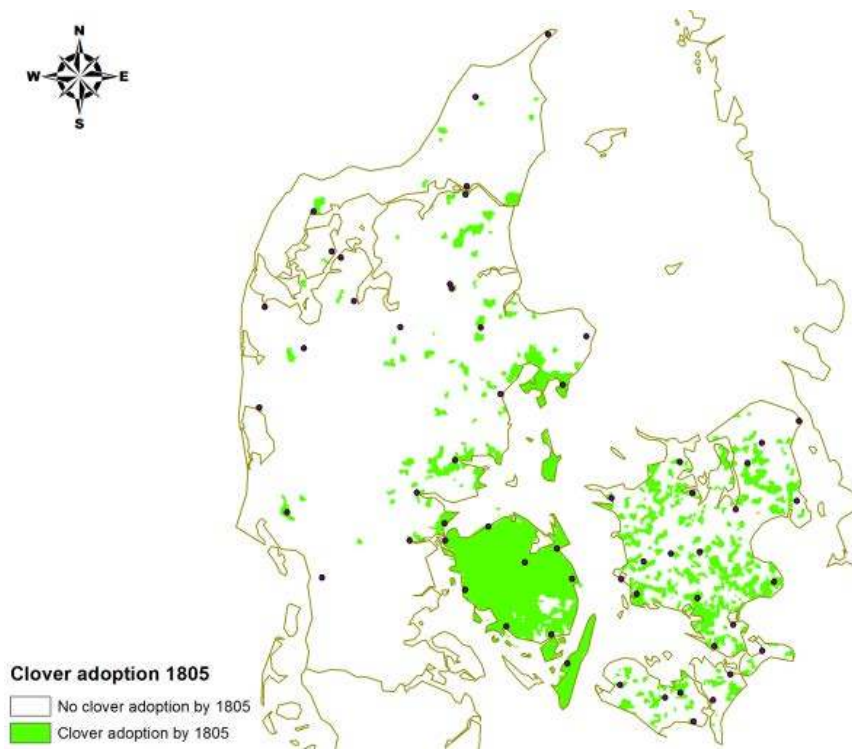 N
W E
S
Clover adoption 1805
No clover adoption by 1805
Clover adoption by 1805